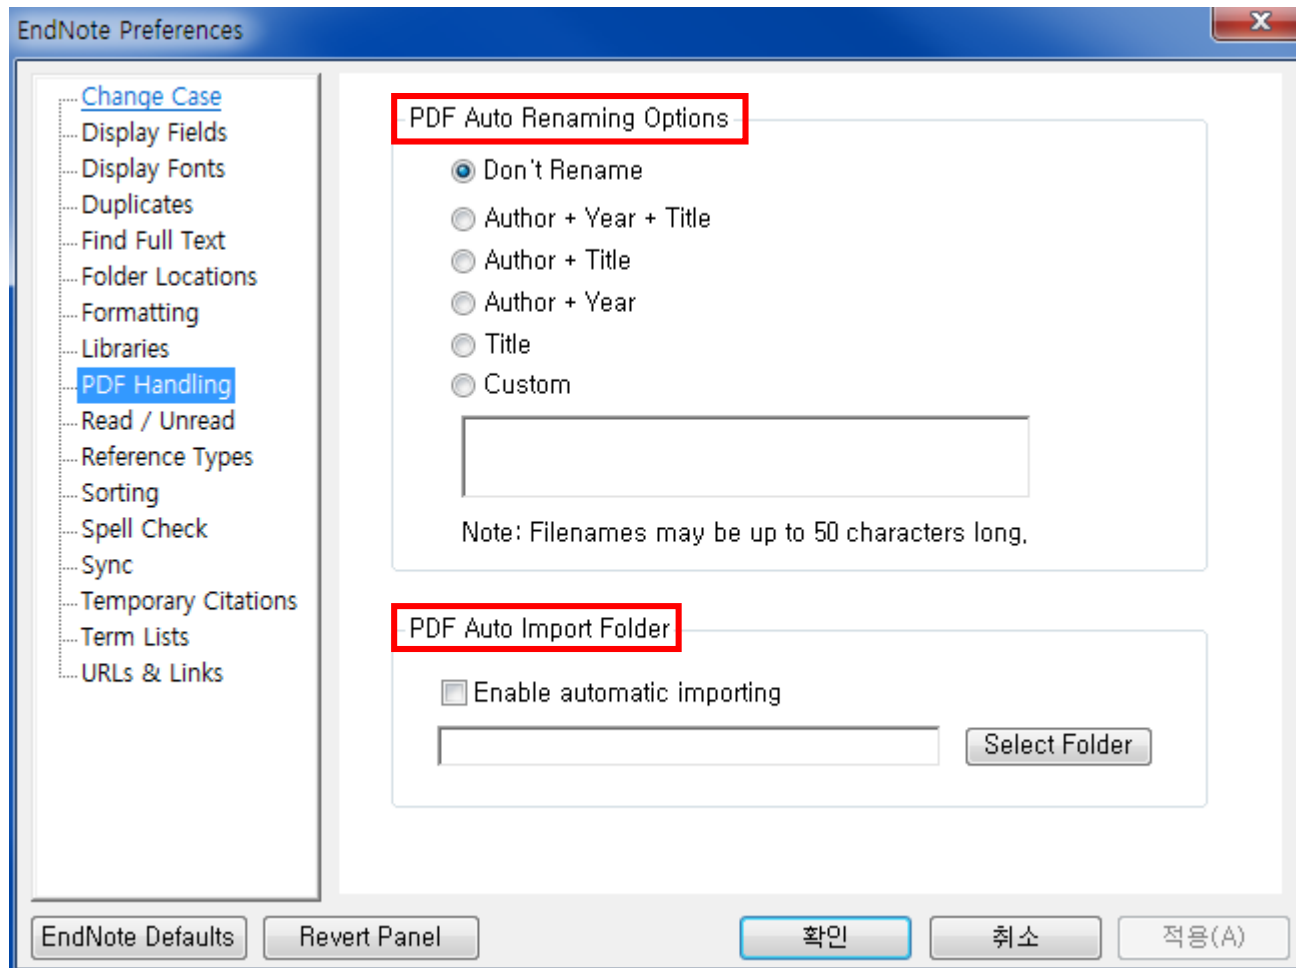 EndNote Preferences
x
Change Case
Display Fields
Display Fonts
Duplicates
Find Full Text
Folder Locations
Formatting
Libraries
PDF Handling
Read / Unread
Reference Types
Sorting
Spell Check
Sync
Temporary Citations
Term Lists
URLs & Links
PDF Auto Renaming Options
Don't Rename
Author + Year + Title
Author + Title
Author + Year
Title
Custom
Note: Filenames may be up to 50 characters long.
PDF Auto Import Folder
Enable automatic importing
Select Folder
EndNote Defaults
Revert Panel
확인
취소
적용(A)